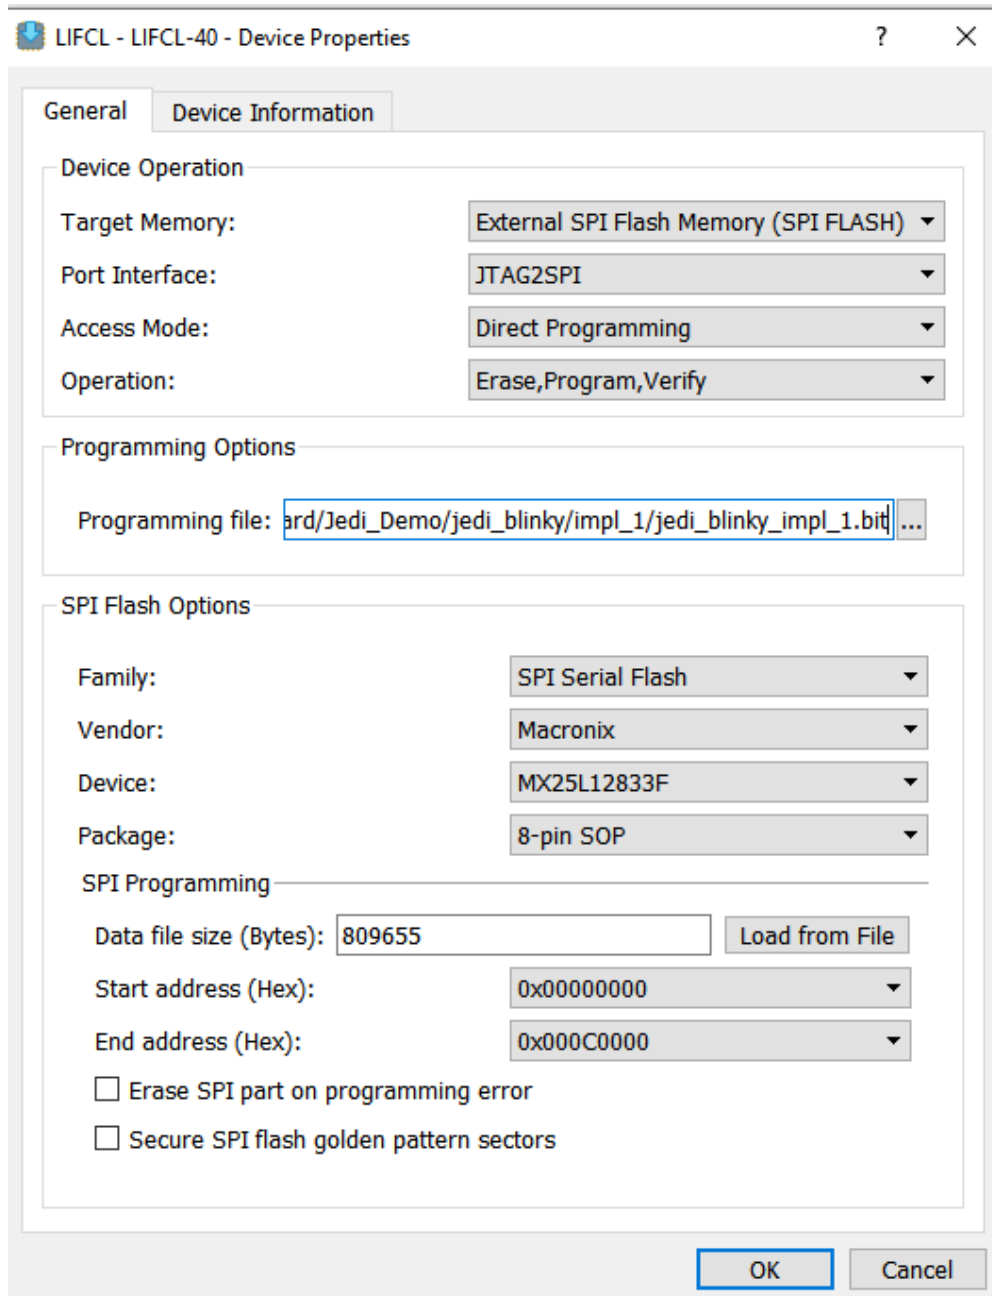 LIFCL - LIFCL-40 - Device Properties ?
General Device Information
Device Operation
Target Memory: External SPI Flash Memory (SPI FLASH)
Port Interface: JTAG2SPI
Access Mode: Direct Programming
Operation: Erase,Program,Verify
Programming Options
Programming file: ard/Jedi_Demo/jedi_blinky/impl_1/jedi_blinky_impl_1.bit ...
SPI Flash Options
Family: SPI Serial Flash
Vendor: Macronix
Device: MX25L12833F
Package: 8-pin SOP
SPI Programming
Data file size (Bytes): 809655 Load from File
Start address (Hex): 0x00000000
End address (Hex): 0x000C0000
Erase SPI part on programming error
Secure SPI flash golden pattern sectors
OK Cancel